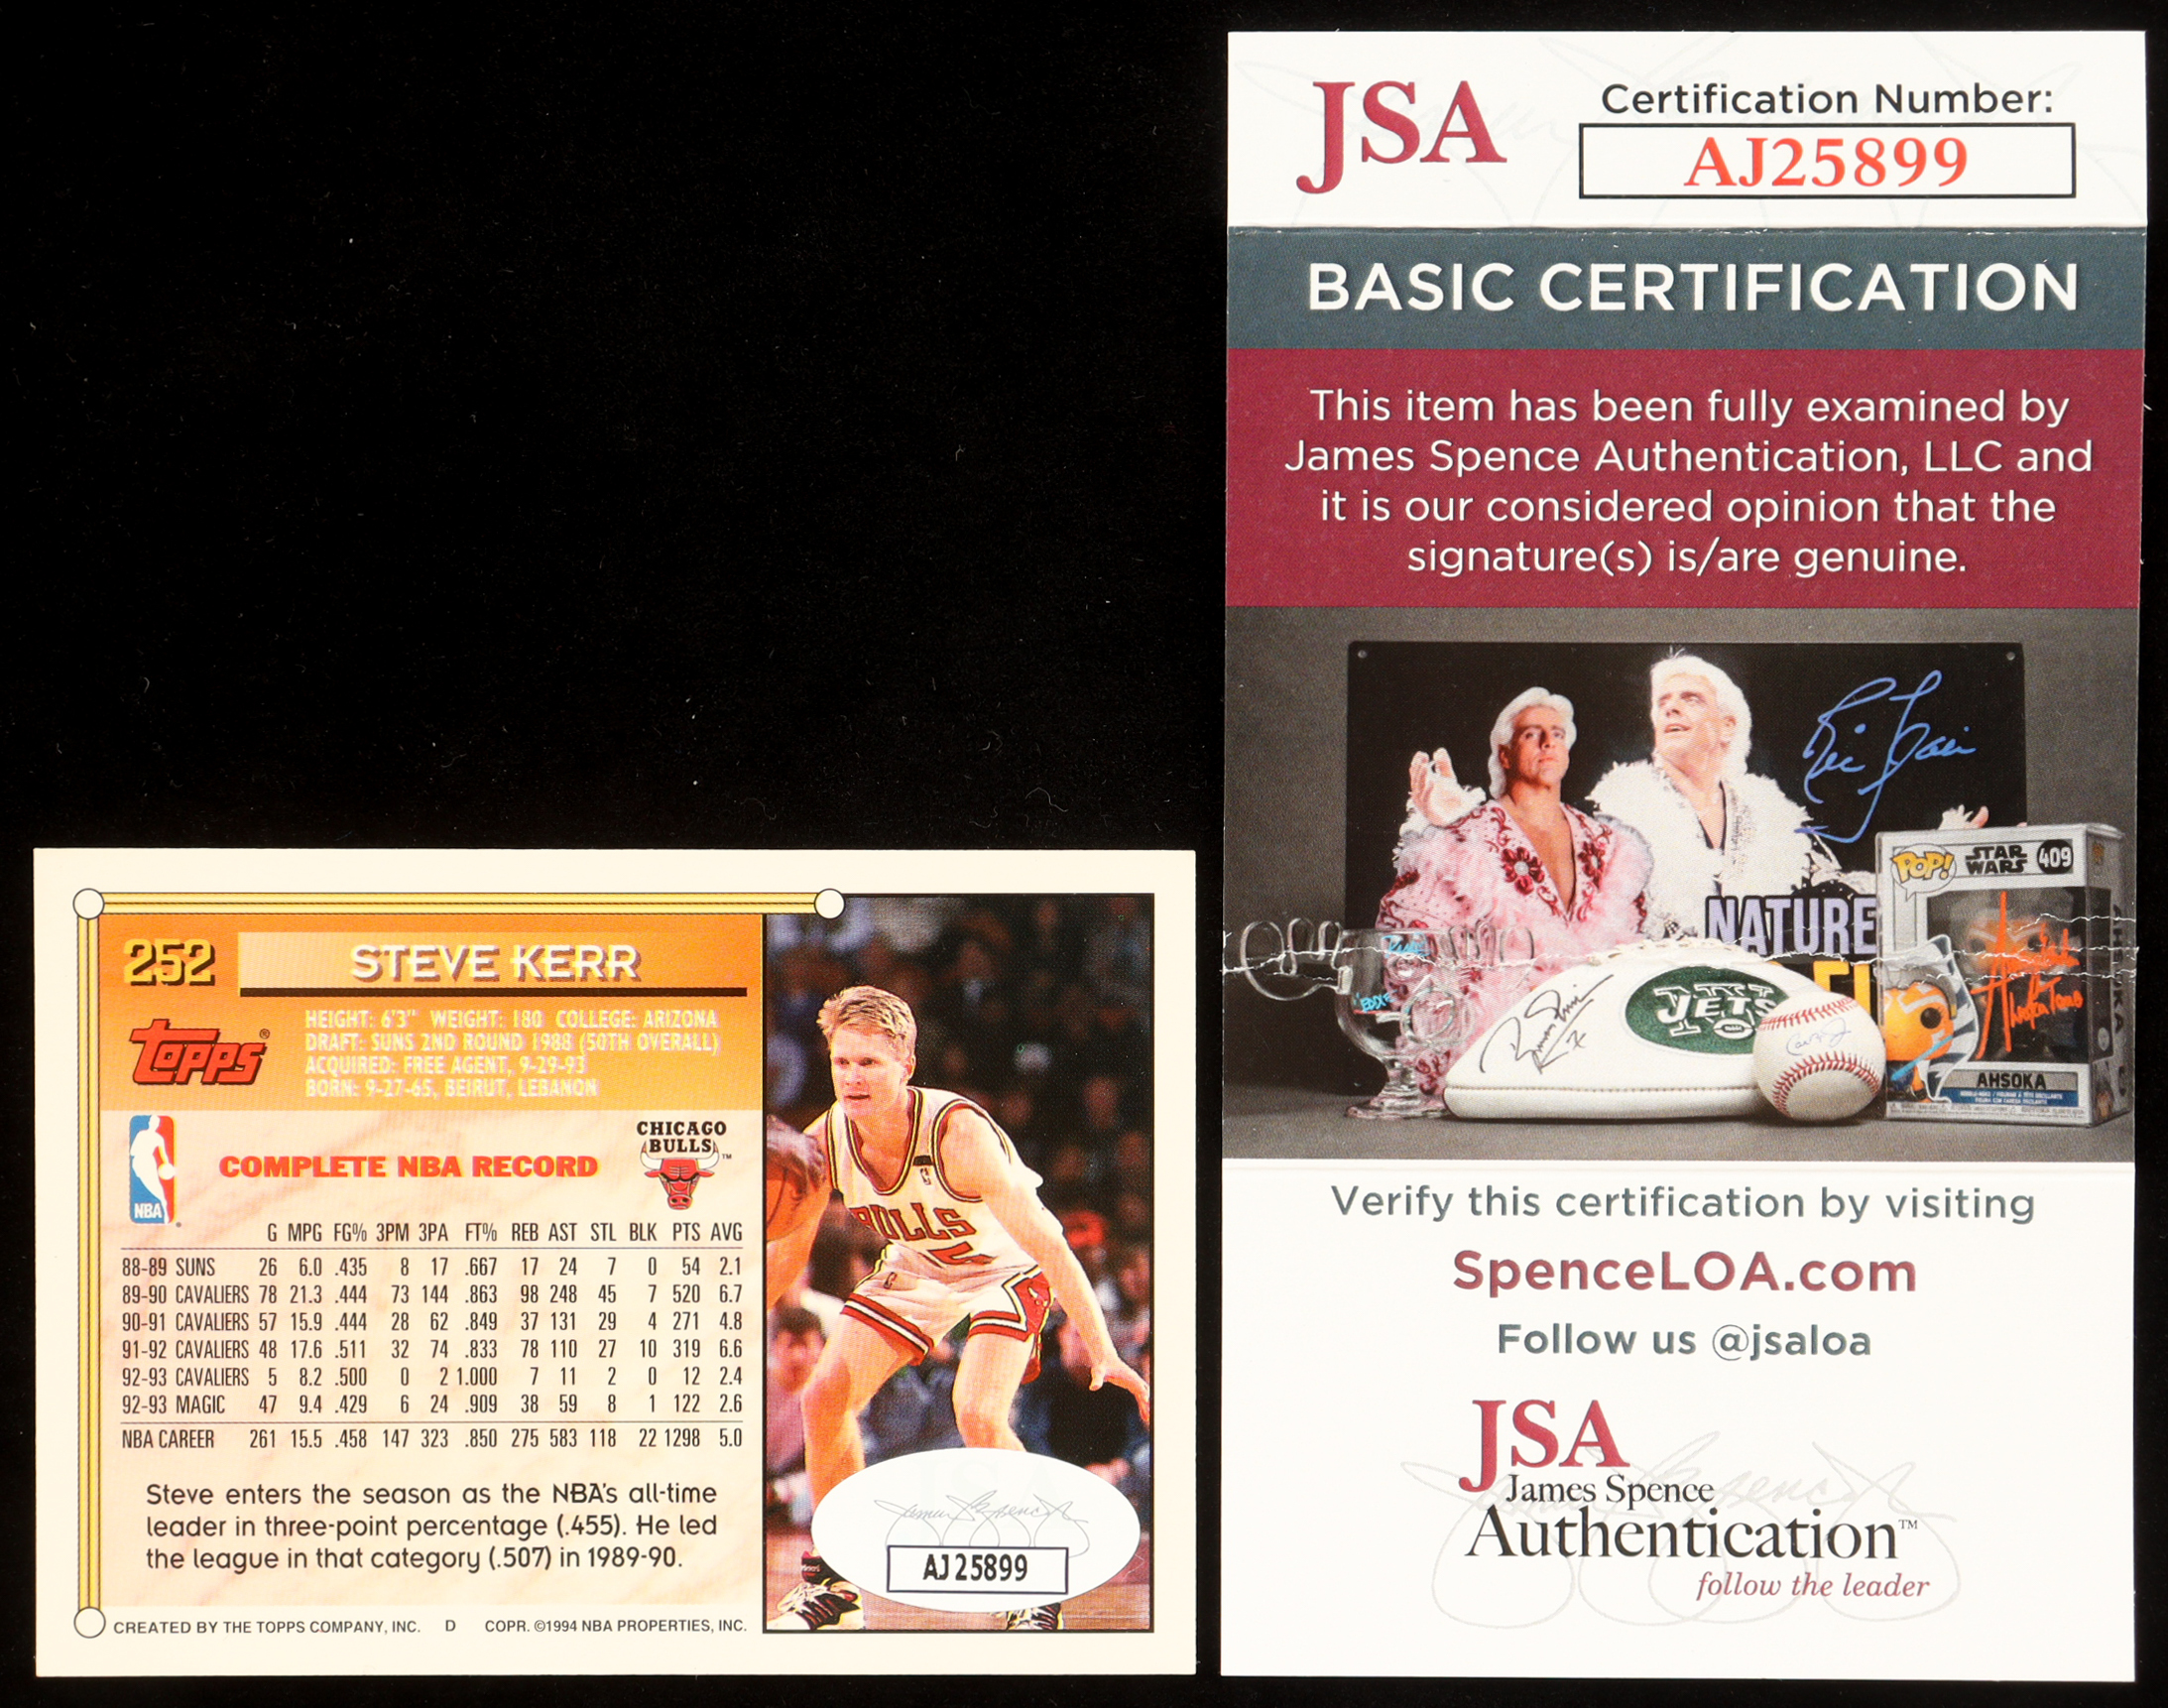 252
STEVE KERR
Topps®
HEIGHT: 6'3" WEIGHT: 180 COLLEGE: ARIZONA
DRAFT: SUNS 2ND ROUND 1988 (50TH OVERALL)
ACQUIRED: FREE AGENT, 9-29-93
BORN: 9-27-65, BEIRUT, LEBANON
NBA
COMPLETE NBA RECORD
CHICAGO
BULLS™
G MPG FG% 3PM 3PA FT% REB AST STL BLK PTS AVG
88-89 SUNS 26 6.0 .435 8 17 .667 17 24 7 0 54 2.1
89-90 CAVALIERS 78 21.3 .444 73 144 .863 98 248 45 7 520 6.7
90-91 CAVALIERS 57 15.9 .444 28 62 .849 37 131 29 4 271 4.8
91-92 CAVALIERS 48 17.6 .511 32 74 .833 78 110 27 10 319 6.6
92-93 CAVALIERS 5 8.2 .500 0 2 1.000 7 11 2 0 12 2.4
92-93 MAGIC 47 9.4 .429 6 24 .909 38 59 8 1 122 2.6
NBA CAREER 261 15.5 .458 147 323 .850 275 583 118 22 1298 5.0
Steve enters the season as the NBA's all-time
leader in three-point percentage (.455). He led
the league in that category (.507) in 1989-90.
CREATED BY THE TOPPS COMPANY, INC. D COPR. ©1994 NBA PROPERTIES, INC.
BULLS
AJ25899
JSA
Certification Number:
AJ25899
BASIC CERTIFICATION
This item has been fully examined by
James Spence Authentication, LLC and
it is our considered opinion that the
signature(s) is/are genuine.
Ric Flair
NATURE
JETS
POP!
STAR
WARS
409
AHSOKA
Verify this certification by visiting
SpenceLOA.com
Follow us @jsaloa
JSA
James Spence
Authentication™
follow the leader